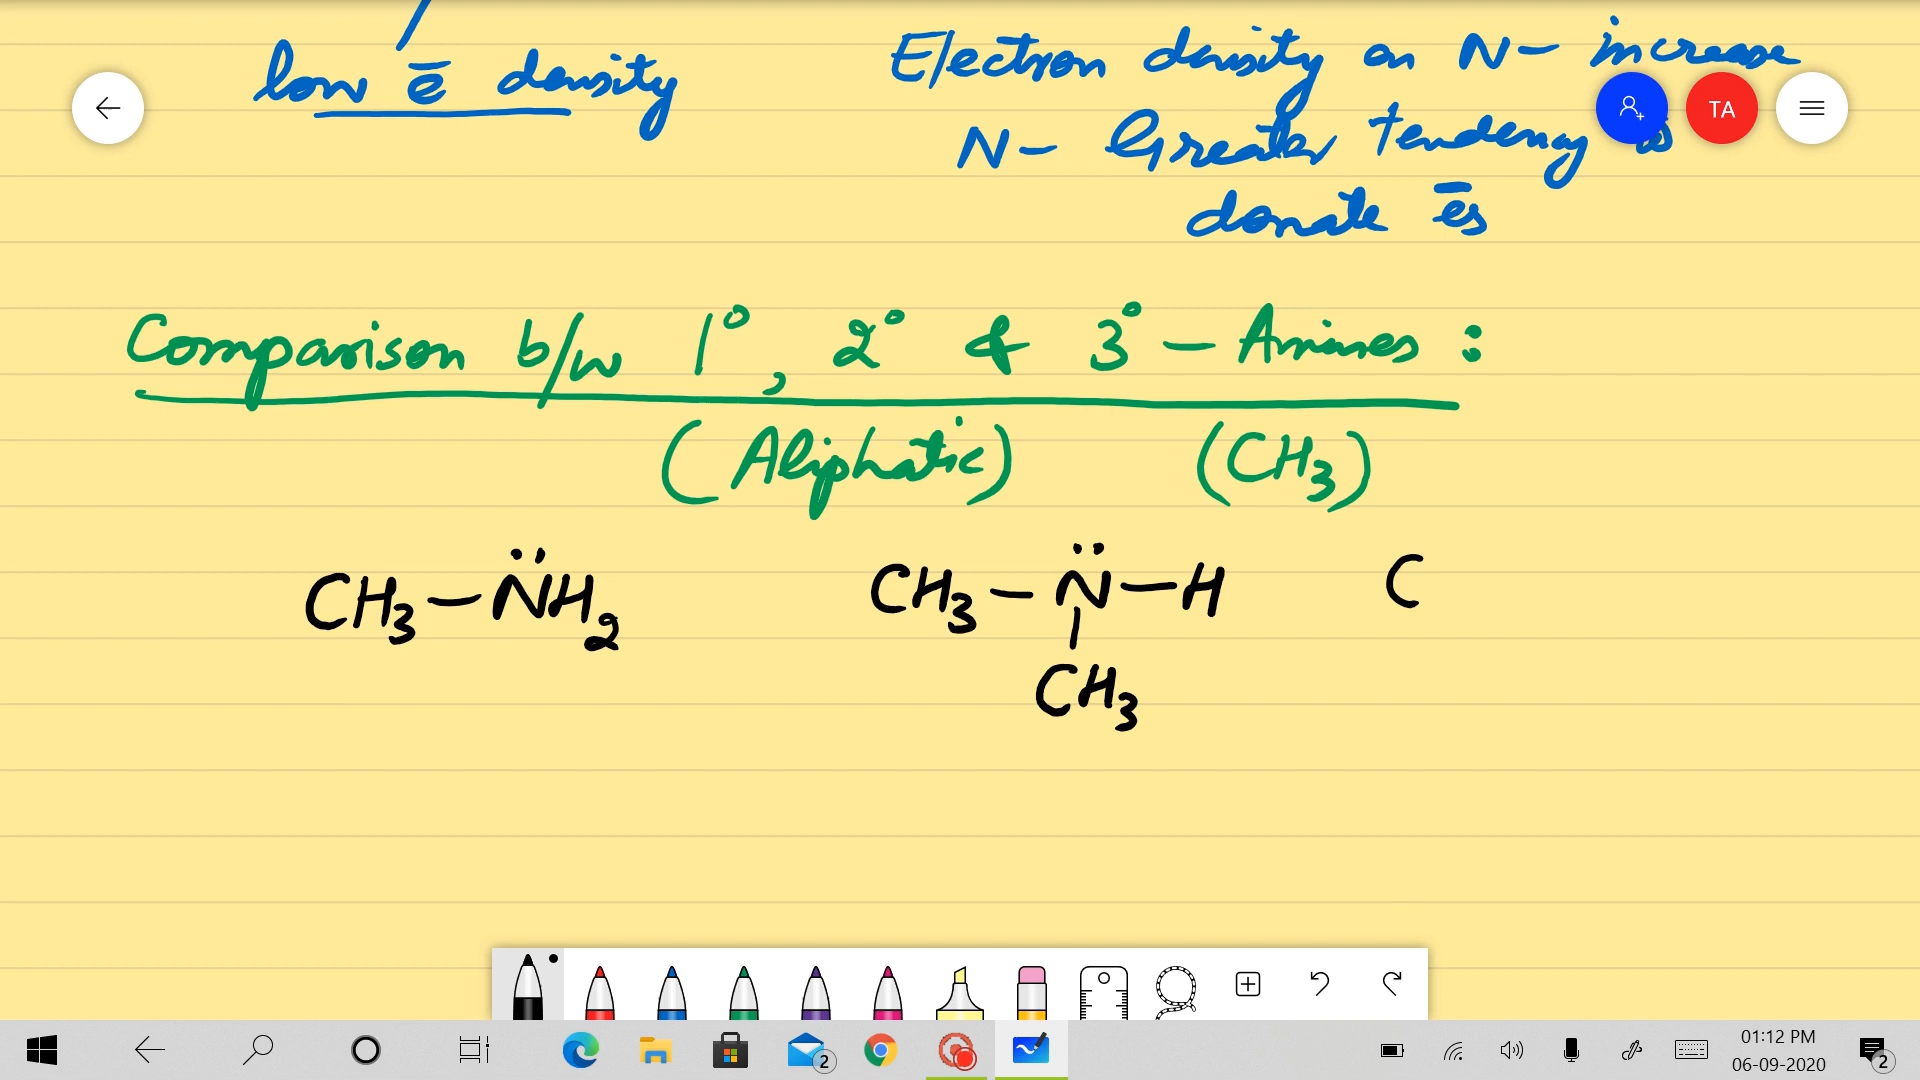 low ē density
Electron density on N- increase
N- Greater tendency
donate ēs
TA
Comparison b/w 1°, 2° & 3° - Amines :
(Aliphatic) (CH3)
CH3-N̈H2
CH3-N̈-H
CH3
C
2
01:12 PM
06-09-2020
2